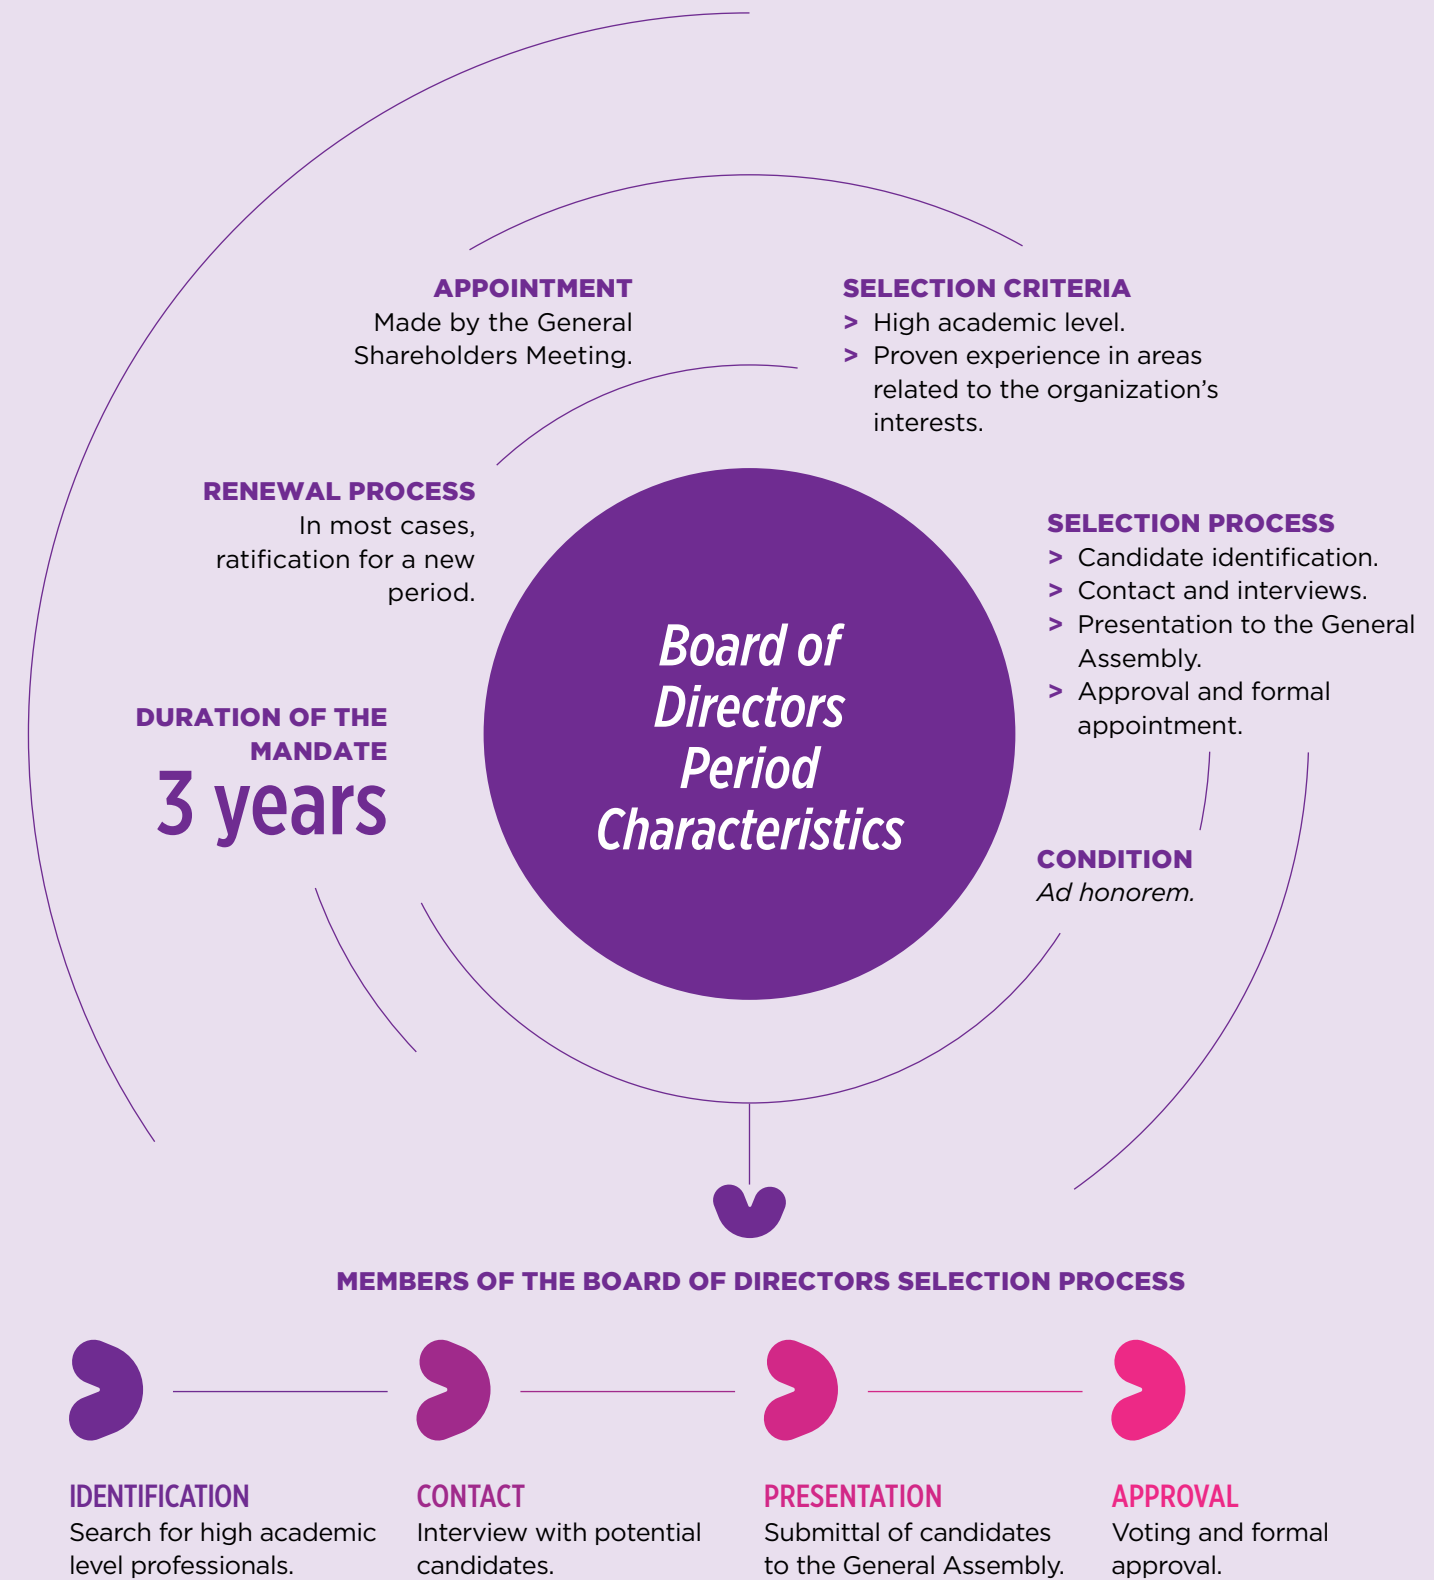 APPOINTMENT
Made by the General
Shareholders Meeting.
SELECTION CRITERIA
> High academic level.
> Proven experience in areas
related to the organization’s
interests.
RENEWAL PROCESS
In most cases,
ratification for a new
period.
SELECTION PROCESS
> Candidate identification.
> Contact and interviews.
> Presentation to the General
Assembly.
> Approval and formal
appointment.
Board of
Directors
Period
Characteristics
DURATION OF THE
MANDATE
3 years
CONDITION
Ad honorem.
MEMBERS OF THE BOARD OF DIRECTORS SELECTION PROCESS
IDENTIFICATION
Search for high academic
level professionals.
CONTACT
Interview with potential
candidates.
PRESENTATION
Submittal of candidates
to the General Assembly.
APPROVAL
Voting and formal
approval.